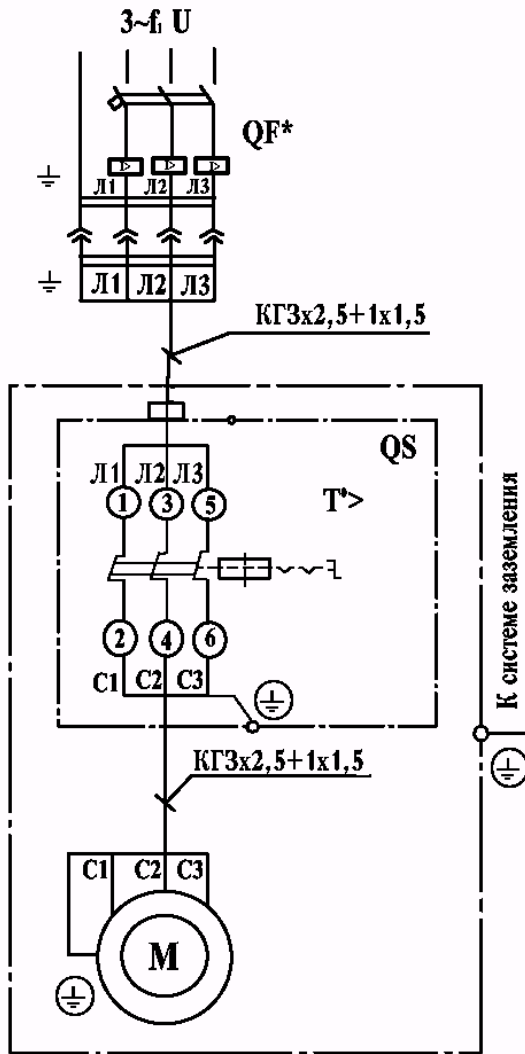 3~f₁ U
QF*
Л1 Л2 Л3
Л1 Л2 Л3
КГ3х2,5+1х1,5
QS
Л1 Л2 Л3
1 3 5
T°>
2 4 6
С1 С2 С3
К системе заземления
КГ3х2,5+1х1,5
С1 С2 С3
М